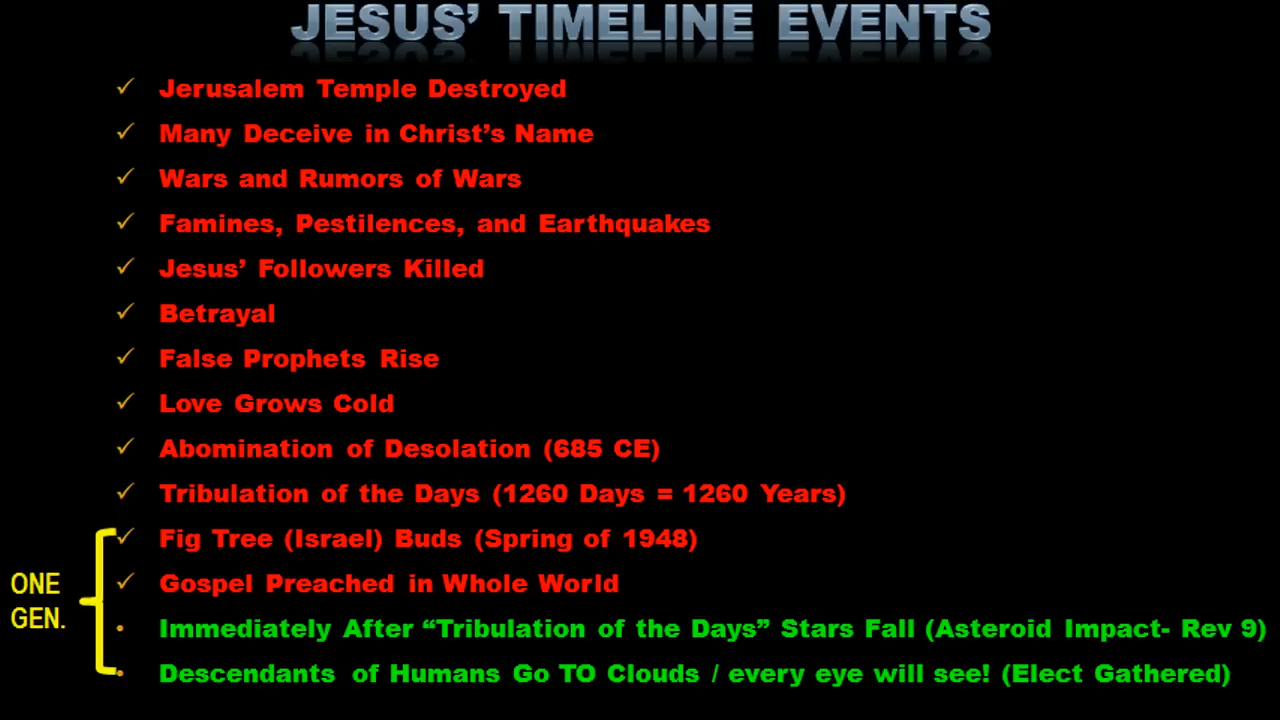 JESUS’ TIMELINE EVENTS
Jerusalem Temple Destroyed
Many Deceive in Christ’s Name
Wars and Rumors of Wars
Famines, Pestilences, and Earthquakes
Jesus’ Followers Killed
Betrayal
False Prophets Rise
Love Grows Cold
Abomination of Desolation (685 CE)
Tribulation of the Days (1260 Days = 1260 Years)
Fig Tree (Israel) Buds (Spring of 1948)
Gospel Preached in Whole World
Immediately After “Tribulation of the Days” Stars Fall (Asteroid Impact- Rev 9)
Descendants of Humans Go TO Clouds / every eye will see! (Elect Gathered)
ONE
GEN.